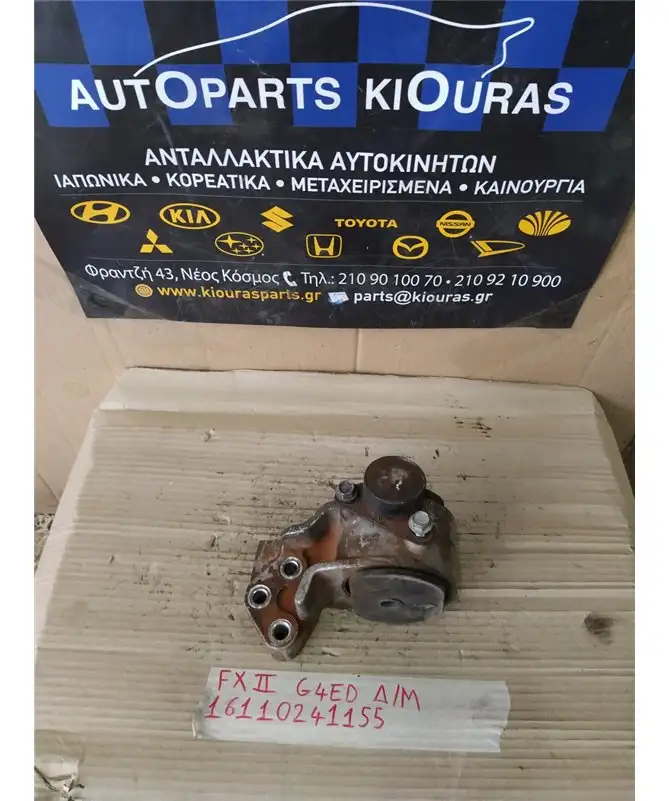 AUTOPARTS KIOURAS
ΑΝΤΑΛΛΑΚΤΙΚΑ ΑΥΤΟΚΙΝΗΤΩΝ
ΙΑΠΩΝΙΚΑ • ΚΟΡΕΑΤΙΚΑ • ΜΕΤΑΧΕΙΡΙΣΜΕΝΑ • ΚΑΙΝΟΥΡΓΙΑ
KIA TOYOTA NISSAN
Φραντζή 43, Νέος Κόσμος Τηλ.: 210 90 100 70 • 210 92 10 900
www.kiourasparts.gr parts@kiouras.gr
FX II G4ED Δ/Μ
16110241155